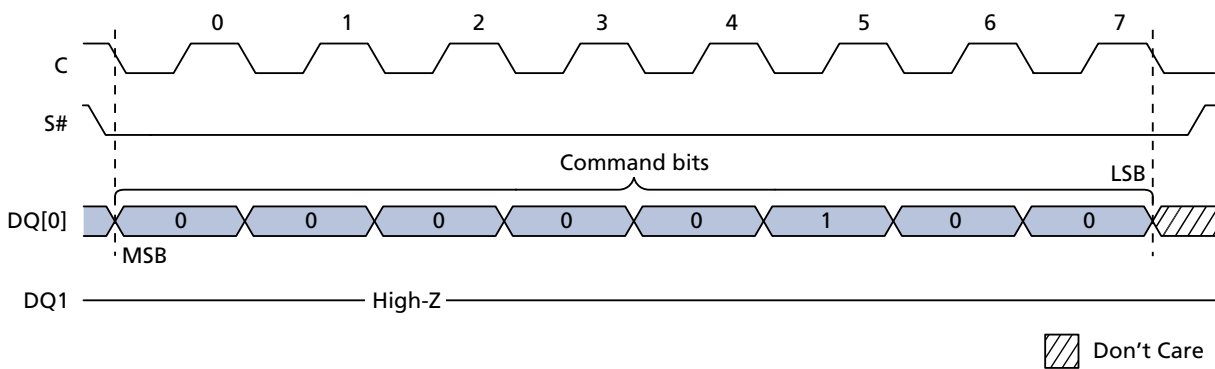 0 1 2 3 4 5 6 7
C
S#
Command bits
LSB
DQ[0] 0 0 0 0 0 1 0 0
MSB
DQ1 High-Z
Don't Care